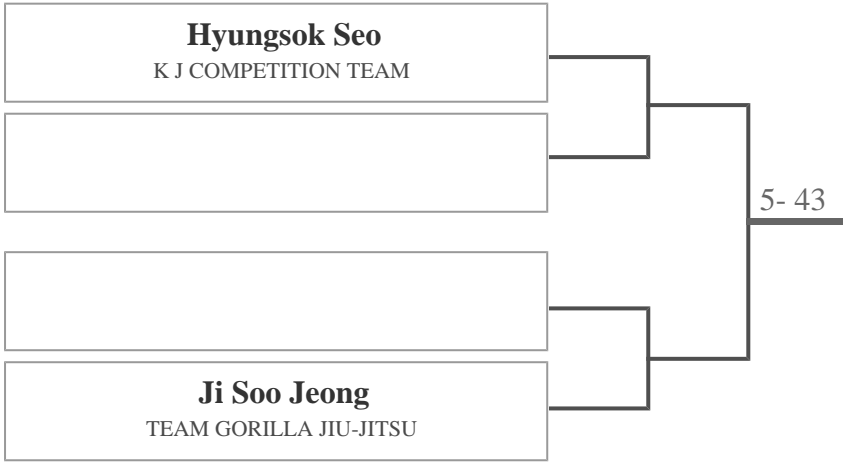 Hyungsok Seo
K J COMPETITION TEAM
5- 43
Ji Soo Jeong
TEAM GORILLA JIU-JITSU